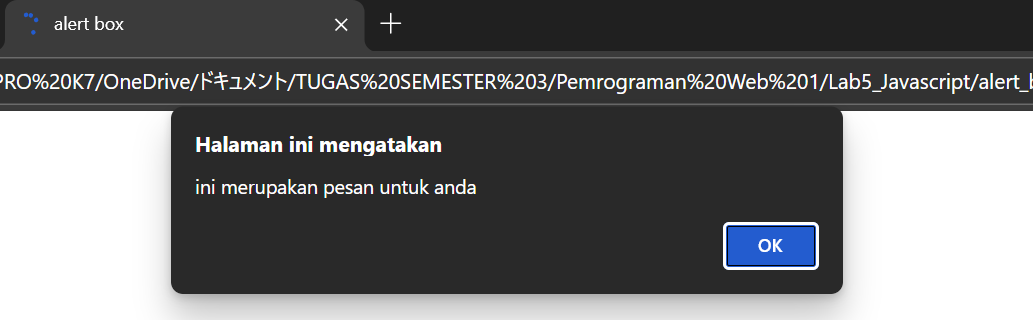 alert box
PRO%20K7/OneDrive/ドキュメント/TUGAS%20SEMESTER%203/Pemrograman%20Web%201/Lab5_Javascript/alert_b
Halaman ini mengatakan
ini merupakan pesan untuk anda
OK